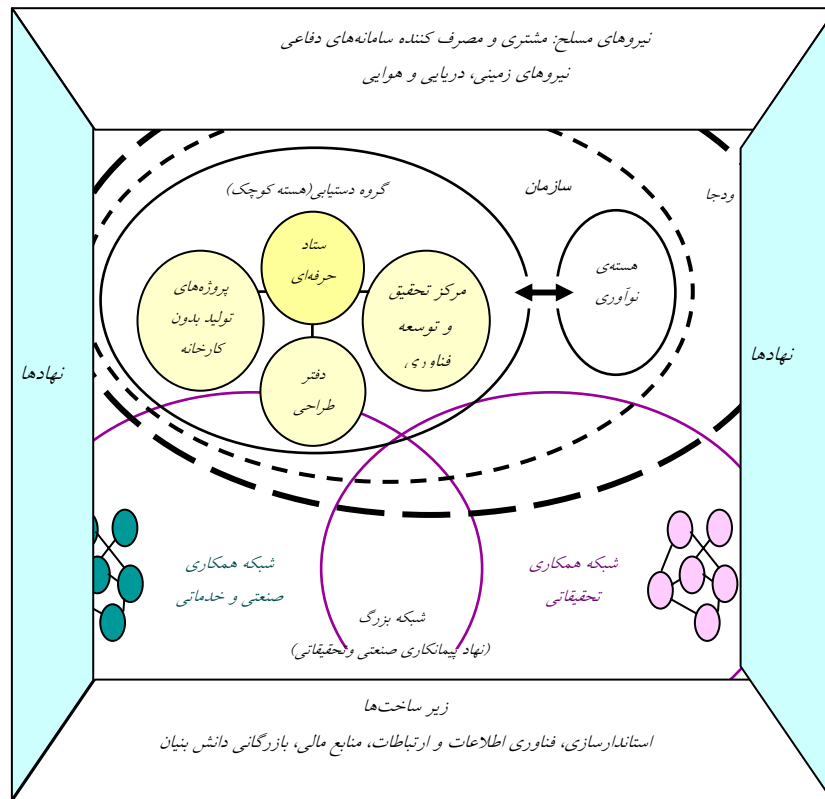 نیروهای مسلح: مشتری و مصرف کننده سامانه‌های دفاعی
نیروهای زمینی، دریایی و هوایی
گروه دستیابی(هسته کوچک)
سازمان
ودجا
ستاد
حرفه‌ای
مرکز تحقیق
و توسعه
فناوری
پروژه‌های
تولید بدون
کارخانه
دفتر
طراحی
هسته‌ی
نوآوری
نهادها
نهادها
شبکه همکاری
تحقیقاتی
شبکه همکاری
صنعتی و خدماتی
شبکه بزرگ
(نهاد پیمانکاری صنعتی وتحقیقاتی)
زیر ساخت‌ها
استاندارسازی، فناوری اطلاعات و ارتباطات، منابع مالی، بازرگانی دانش بنیان